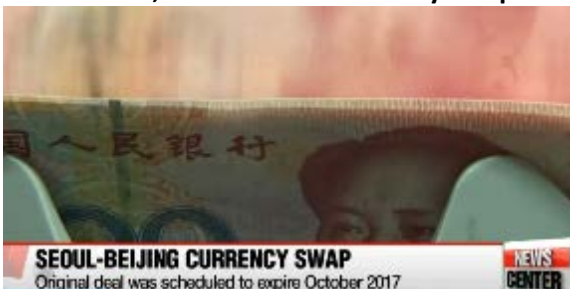 国人民銀行
SEOUL-BEIJING CURRENCY SWAP
Original deal was scheduled to expire October 2017
NEWS
CENTER